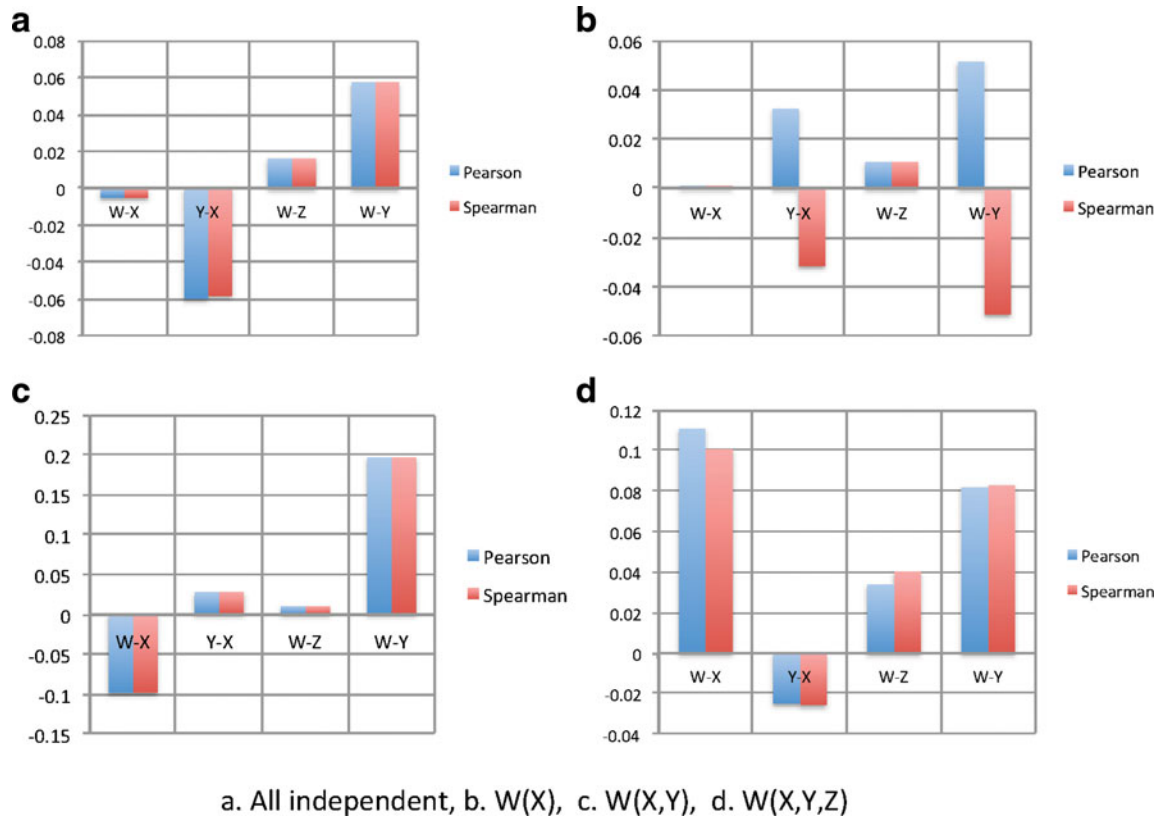 a
0.08
0.06
0.04
0.02
0
-0.02
-0.04
-0.06
-0.08
W-X
Y-X
W-Z
W-Y
Pearson
Spearman
b
0.06
0.04
0.02
0
-0.02
-0.04
-0.06
W-X
Y-X
W-Z
W-Y
Pearson
Spearman
c
0.25
0.2
0.15
0.1
0.05
0
-0.05
-0.1
-0.15
W-X
Y-X
W-Z
W-Y
Pearson
Spearman
d
0.12
0.1
0.08
0.06
0.04
0.02
0
-0.02
-0.04
W-X
Y-X
W-Z
W-Y
Pearson
Spearman
a. All independent, b. W(X), c. W(X,Y), d. W(X,Y,Z)